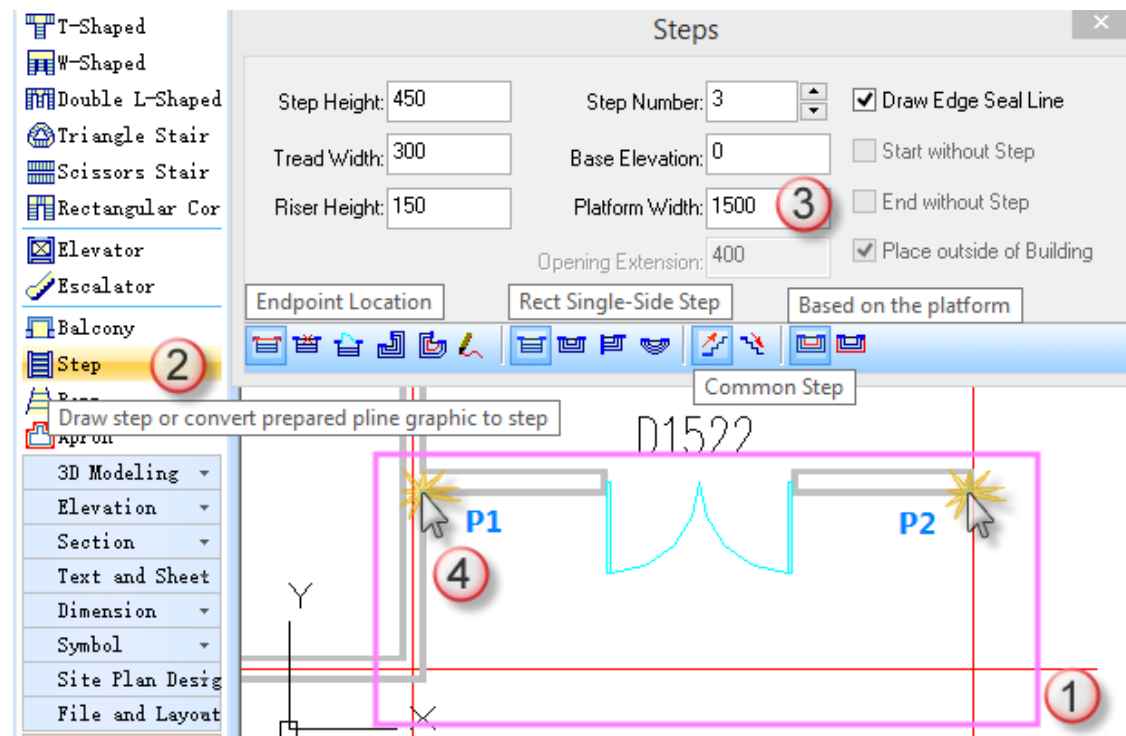 T-Shaped
W-Shaped
Double L-Shaped
Triangle Stair
Scissors Stair
Rectangular Cor
Elevator
Escalator
Balcony
Step
2
Draw step or convert prepared pline graphic to step
Apron
3D Modeling
Elevation
Section
Text and Sheet
Dimension
Symbol
Site Plan Desig
File and Layout
Steps
Step Height: 450
Step Number: 3
Draw Edge Seal Line
Tread Width: 300
Base Elevation: 0
Start without Step
Riser Height: 150
Platform Width: 1500
3
End without Step
Opening Extension: 400
Place outside of Building
Endpoint Location
Rect Single-Side Step
Based on the platform
Common Step
D1522
P1
P2
4
Y
X
1